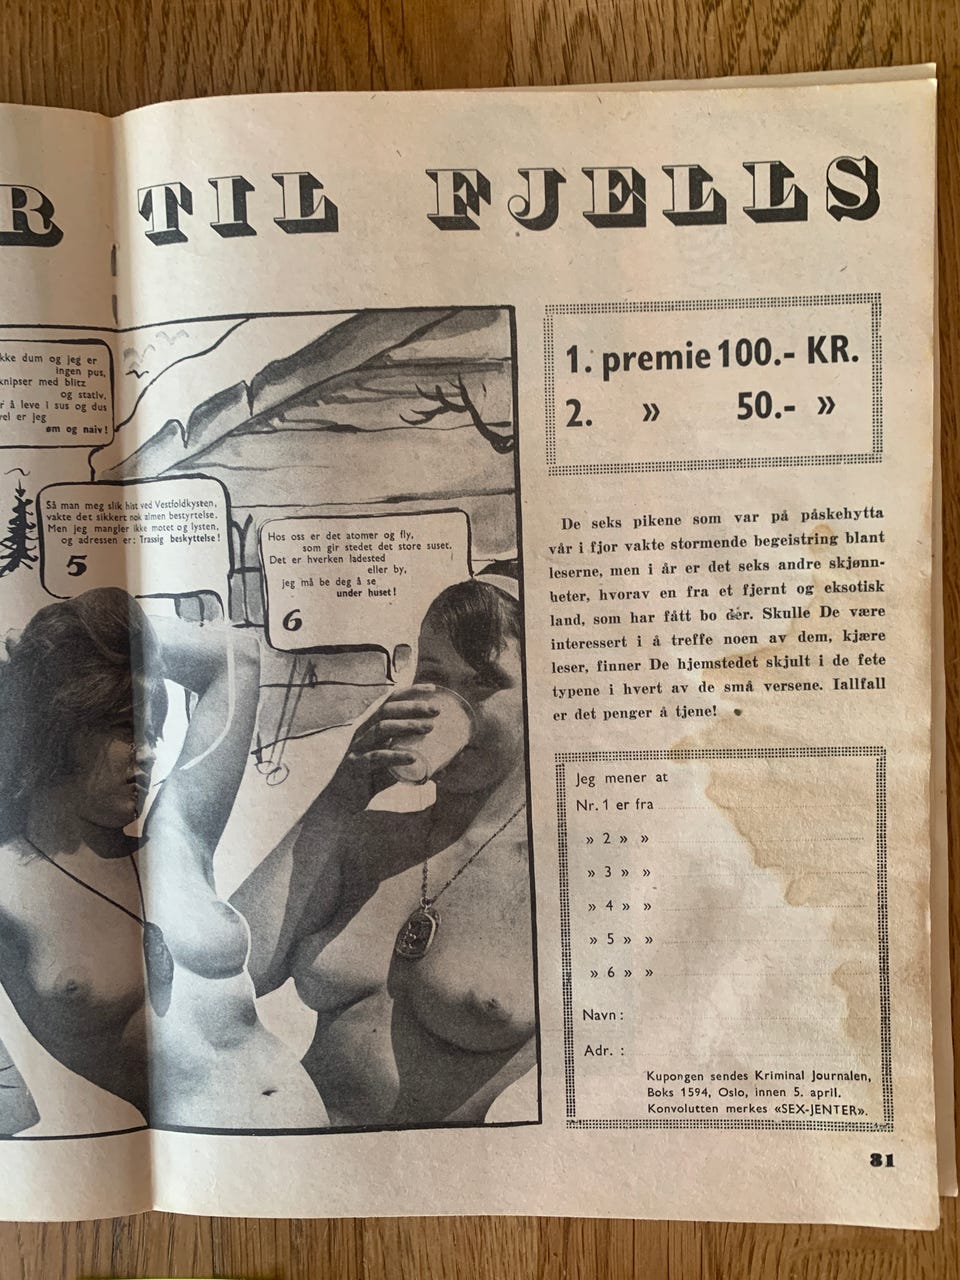 R TIL FJELLS
kke dum og jeg er
ingen pus,
knipser med blitz
og stativ,
r å leve i sus og dus
vel er jeg
øm og naiv!
Så man meg slik hist ved Vestfoldkysten,
vakte det sikkert nok almen bestyrtelse.
Men jeg mangler ikke motet og lysten,
og adressen er: Trassig beskyttelse!
5
Hos oss er det atomer og fly,
som gir stedet det store suset.
Det er hverken ladested
eller by,
jeg må be deg å se
under huset!
6
1. premie 100.- KR.
2. » 50.- »
De seks pikene som var på påskehytta
vår i fjor vakte stormende begeistring blant
leserne, men i år er det seks andre skjønn-
heter, hvorav en fra et fjernt og eksotisk
land, som har fått bo dér. Skulle De være
interessert i å treffe noen av dem, kjære
leser, finner De hjemstedet skjult i de fete
typene i hvert av de små versene. Iallfall
er det penger å tjene!
Jeg mener at
Nr. 1 er fra
» 2 » »
» 3 » »
» 4 » »
» 5 » »
» 6 » »
Navn:
Adr. :
Kupongen sendes Kriminal Journalen,
Boks 1594, Oslo, innen 5. april.
Konvolutten merkes «SEX-JENTER».
31